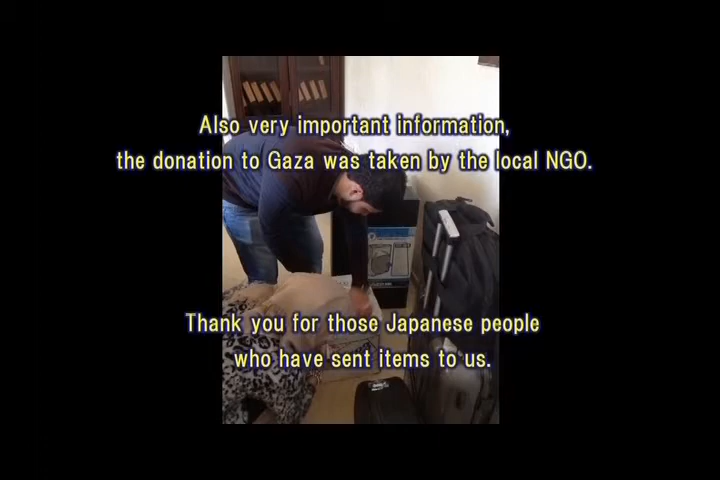 Also very important information,
the donation to Gaza was taken by the local NGO.
Thank you for those Japanese people
who have sent items to us.